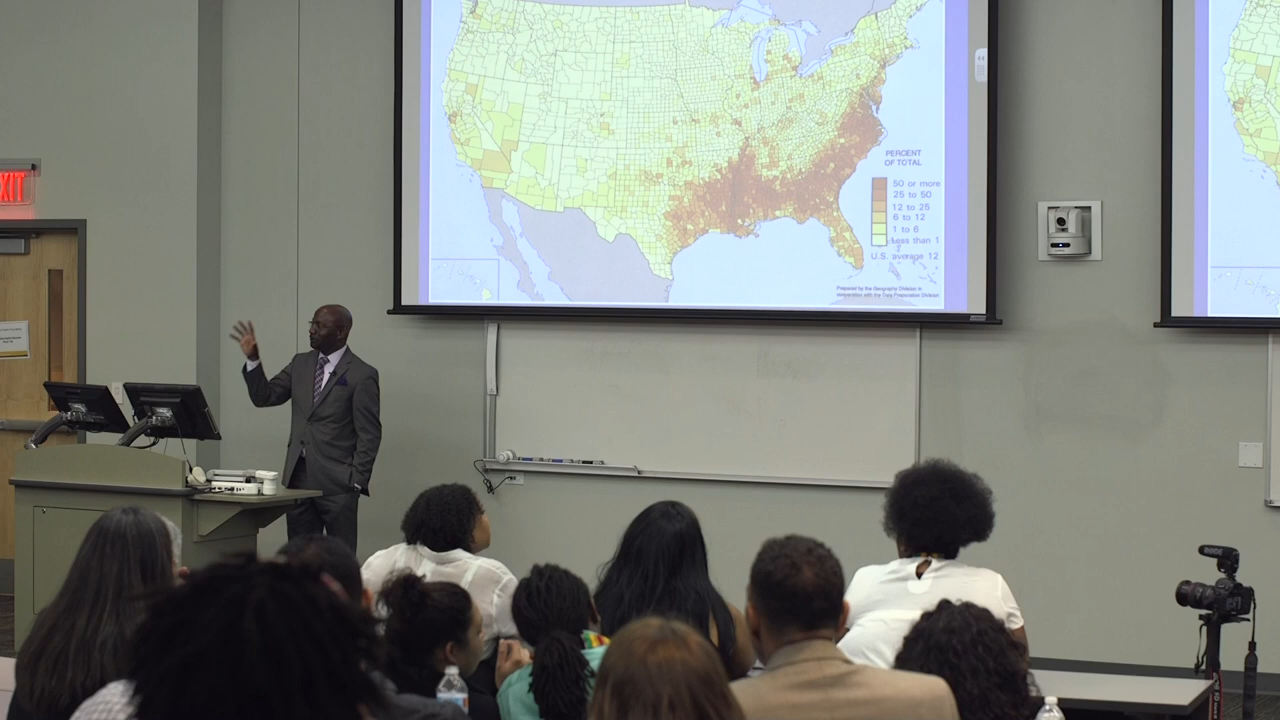 EXIT
PERCENT
OF TOTAL
50 or more
25 to 50
12 to 25
6 to 12
1 to 6
Less than 1
U.S. average 12
Prepared by the Geography Division in
cooperation with the Data Preparation Division
RODE